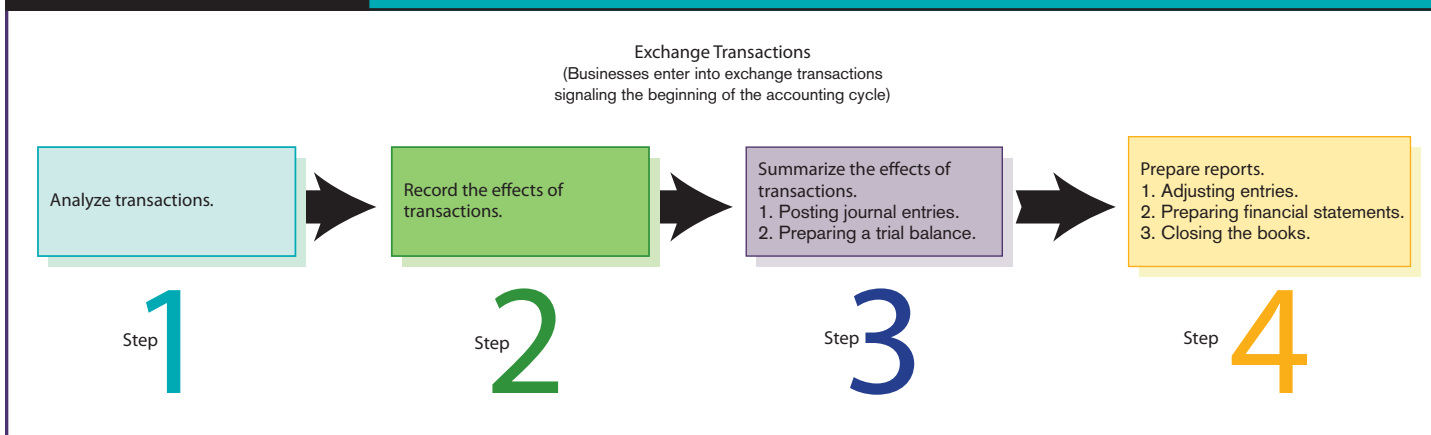 Exchange Transactions
(Businesses enter into exchange transactions
signaling the beginning of the accounting cycle)
Analyze transactions.
Step 1
Record the effects of
transactions.
Step 2
Summarize the effects of
transactions.
1. Posting journal entries.
2. Preparing a trial balance.
Step 3
Prepare reports.
1. Adjusting entries.
2. Preparing financial statements.
3. Closing the books.
Step 4